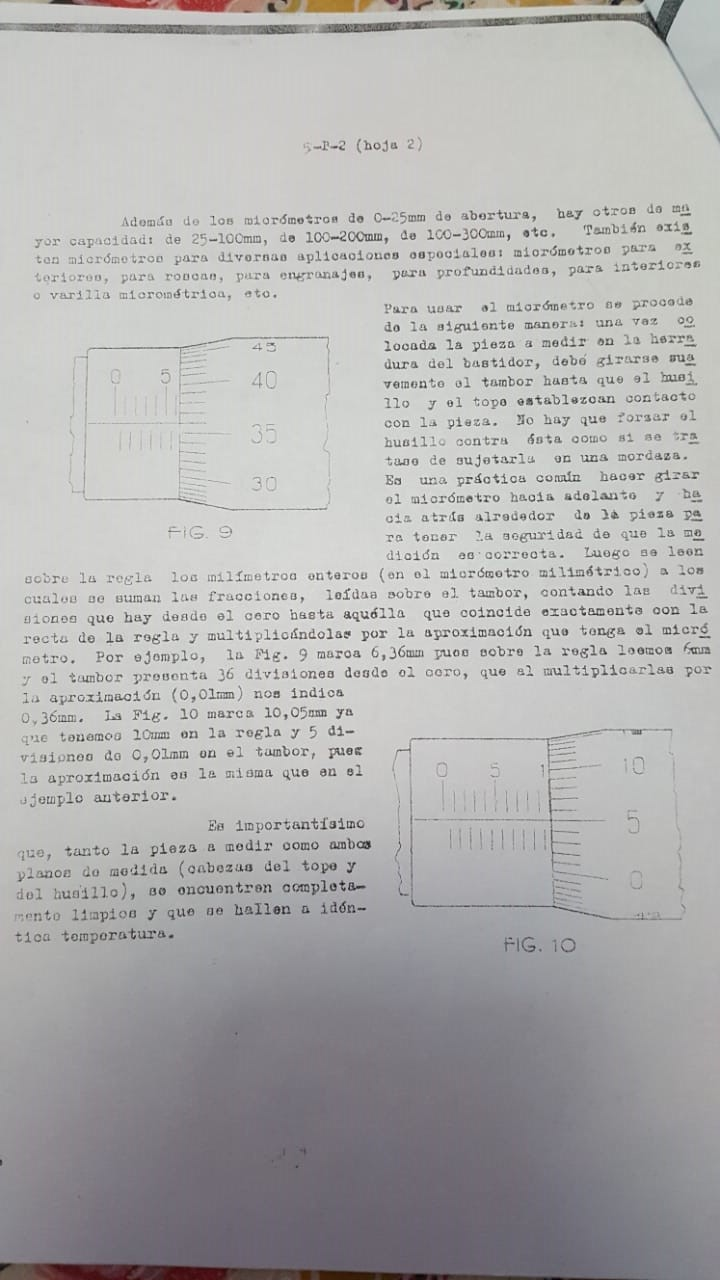 S-P-2 (hoja 2)
Además de los micrómetros de 0-25mm de abertura, hay otros de ma
yor capacidad: de 25-100mm, de 100-200mm, de 100-300mm, etc. También exis
ten micrómetros para diversas aplicaciones especiales: micrómetros para ex
teriores, para roscas, para engranajes, para profundidades, para interiores
o varilla micrométrica, etc.
Para usar el micrómetro se procede
de la siguiente manera: una vez co
locada la pieza a medir en la herra
dura del bastidor, debe girarse sua
vemente el tambor hasta que el husi
llo y el tope establezcan contacto
con la pieza. No hay que forzar el
husillo contra ésta como si se tra
tase de sujetarla en una mordaza.
Es una práctica común hacer girar
el micrómetro hacia adelante y ha
cia atrás alrededor de la pieza pa
ra tener la seguridad de que la me
dición es correcta. Luego se leen
0 5
45
40
35
30
FIG. 9
sobre la regla los milímetros enteros (en el micrómetro milimétrico) a los
cuales se suman las fracciones, leídas sobre el tambor, contando las divi
siones que hay desde el cero hasta aquélla que coincide exactamente con la
recta de la regla y multiplicándolas por la aproximación que tenga el micró
metro. Por ejemplo, la Fig. 9 marca 6,36mm pues sobre la regla leemos 6mm
y el tambor presenta 36 divisiones desde el cero, que al multiplicarlas por
la aproximación (0,01mm) nos indica
0,36mm. La Fig. 10 marca 10,05mm ya
que tenemos 10mm en la regla y 5 di-
visiones de 0,01mm en el tambor, pues
la aproximación es la misma que en el
ejemplo anterior.
Es importantísimo
que, tanto la pieza a medir como ambos
planos de medida (cabezas del tope y
del husillo), se encuentren completa-
mente limpios y que se hallen a idén-
tica temperatura.
0 5 1
10
5
0
FIG. 10